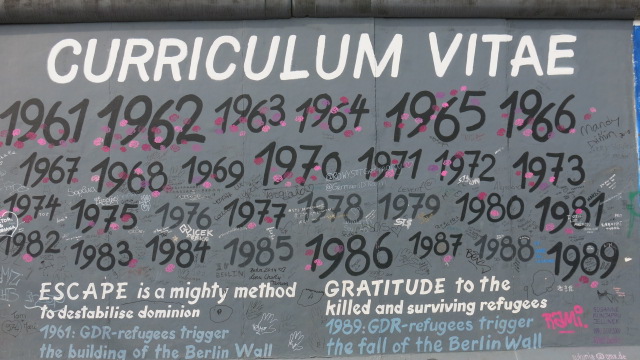 CURRICULUM VITAE
1961 1962 1963 1964 1965 1966
1967 1968 1969 1970 1971 1972 1973
1974 1975 1976 1977 1978 1979 1980 1981
1982 1983 1984 1985 1986 1987 1988 1989
ESCAPE is a mighty method
to destabilise dominion
1961: GDR-refugees trigger
the building of the Berlin Wall
GRATITUDE to the
killed and surviving refugees
1989: GDR-refugees trigger
the fall of the Berlin Wall